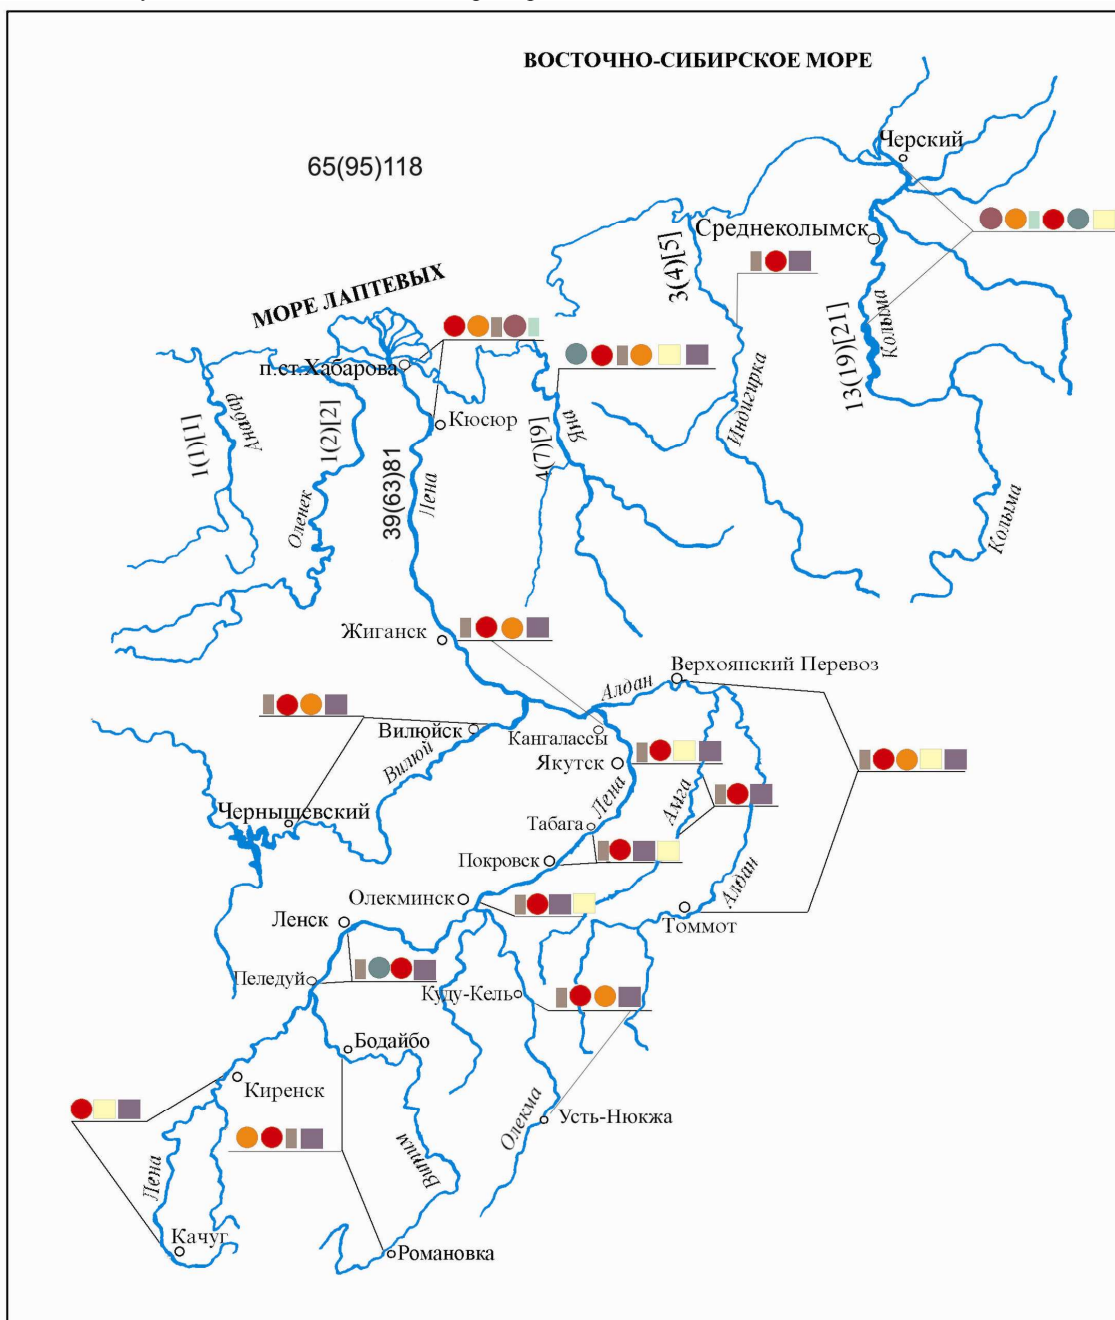 ВОСТОЧНО-СИБИРСКОЕ МОРЕ
Черский
65(95)118
Среднеколымск
3(4)[5]
МОРЕ ЛАПТЕВЫХ
п.ст.Хабарова
13(19)[21]
Колыма
Индигирка
Кюсюр
Яна
4(7)[9]
Анабар
1(1)[1]
1(2)[2]
Оленек
39(63)81
Лена
Колыма
Жиганск
Верхоянский Перевоз
Алдан
Вилюйск
Кангалассы
Вилюй
Якутск
Лена
Амга
Чернышевский
Табага
Покровск
Алдан
Олекминск
Ленск
Томмот
Пеледуй
Куду-Кель
Бодайбо
Киренск
Олекма
Усть-Нюкжа
Витим
Лена
Качуг
Романовка